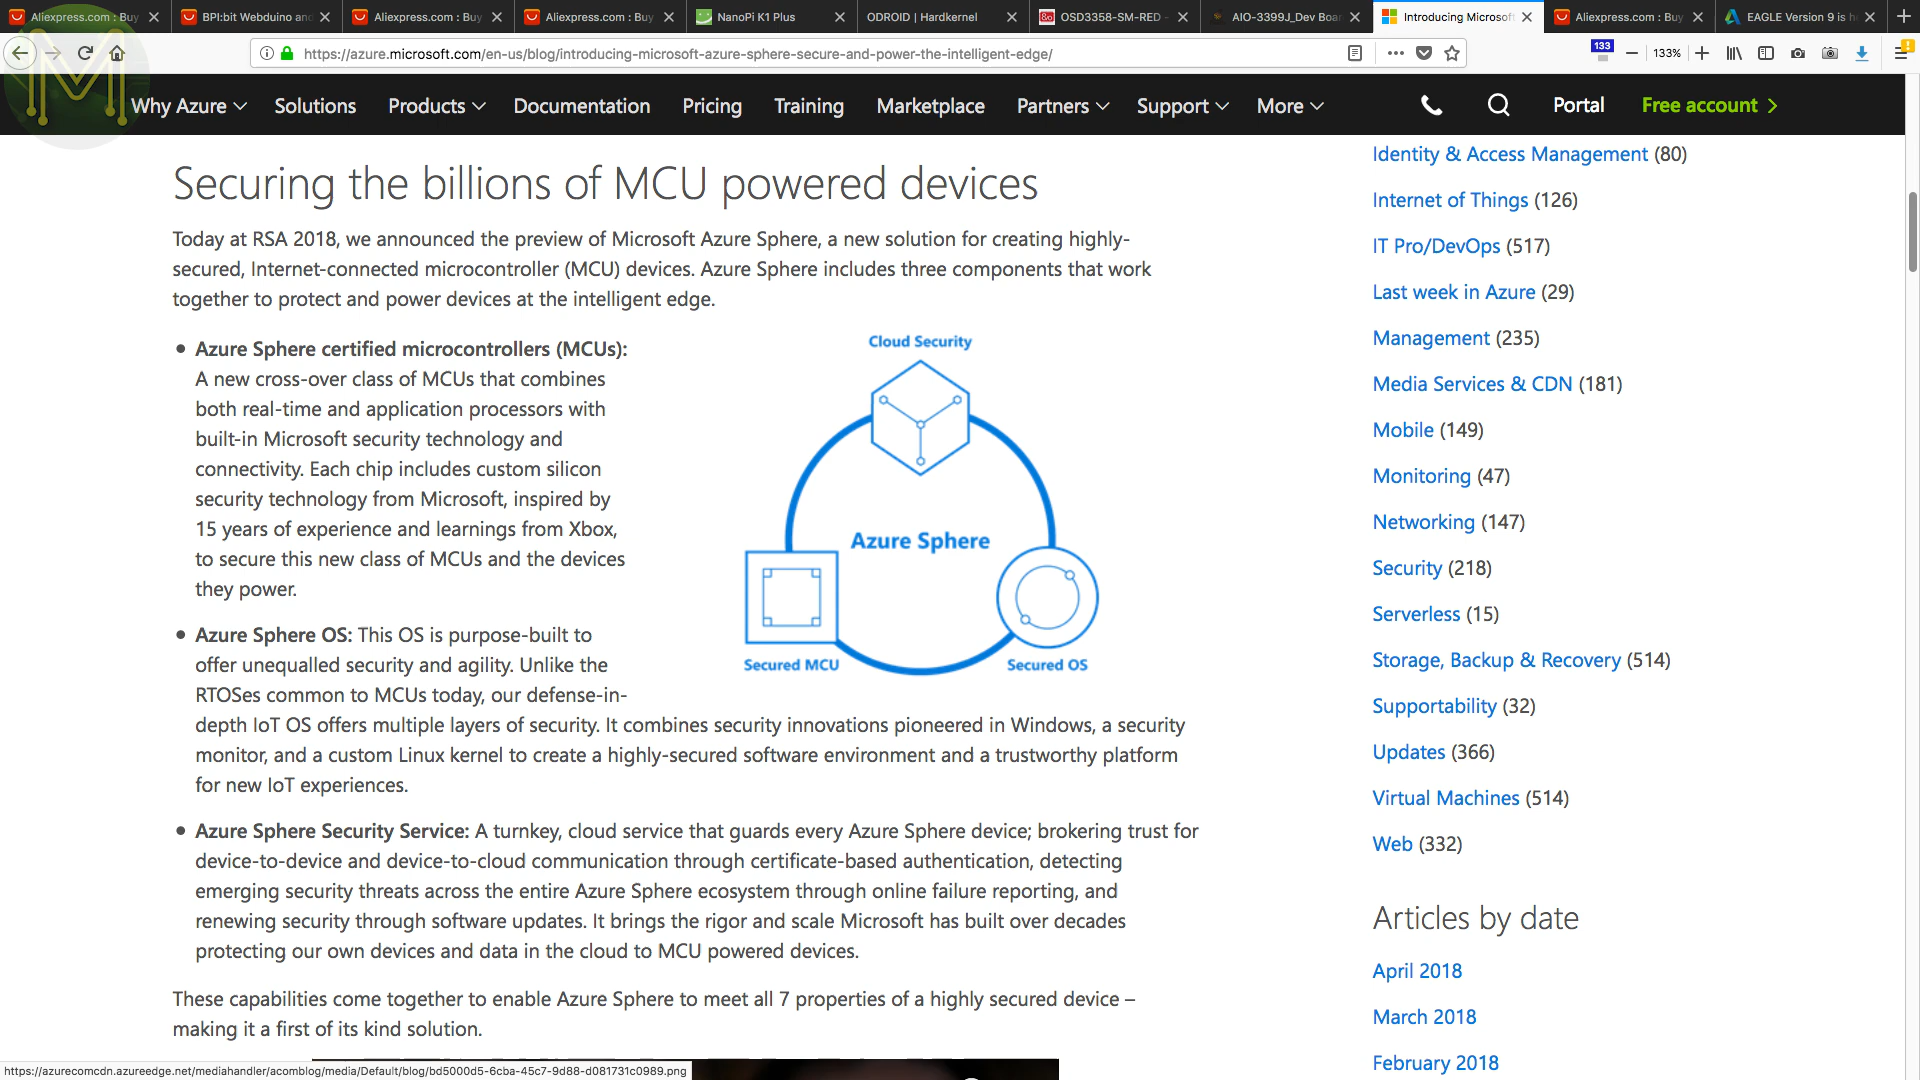 Aliexpress.com : Buy
BPI:bit Webduino and
Aliexpress.com : Buy
Aliexpress.com : Buy
NanoPi K1 Plus
ODROID | Hardkernel
OSD3358-SM-RED -
AIO-3399J_Dev Boar
Introducing Microsof
Aliexpress.com : Buy
EAGLE Version 9 is h
https://azure.microsoft.com/en-us/blog/introducing-microsoft-azure-sphere-secure-and-power-the-intelligent-edge/
133
133%
Why Azure
Solutions
Products
Documentation
Pricing
Training
Marketplace
Partners
Support
More
Portal
Free account
Securing the billions of MCU powered devices
Today at RSA 2018, we announced the preview of Microsoft Azure Sphere, a new solution for creating highly-
secured, Internet-connected microcontroller (MCU) devices. Azure Sphere includes three components that work
together to protect and power devices at the intelligent edge.
Azure Sphere certified microcontrollers (MCUs):
A new cross-over class of MCUs that combines
both real-time and application processors with
built-in Microsoft security technology and
connectivity. Each chip includes custom silicon
security technology from Microsoft, inspired by
15 years of experience and learnings from Xbox,
to secure this new class of MCUs and the devices
they power.
Cloud Security
Azure Sphere
Secured MCU
Secured OS
Azure Sphere OS: This OS is purpose-built to
offer unequalled security and agility. Unlike the
RTOSes common to MCUs today, our defense-in-
depth IoT OS offers multiple layers of security. It combines security innovations pioneered in Windows, a security
monitor, and a custom Linux kernel to create a highly-secured software environment and a trustworthy platform
for new IoT experiences.
Azure Sphere Security Service: A turnkey, cloud service that guards every Azure Sphere device; brokering trust for
device-to-device and device-to-cloud communication through certificate-based authentication, detecting
emerging security threats across the entire Azure Sphere ecosystem through online failure reporting, and
renewing security through software updates. It brings the rigor and scale Microsoft has built over decades
protecting our own devices and data in the cloud to MCU powered devices.
These capabilities come together to enable Azure Sphere to meet all 7 properties of a highly secured device –
making it a first of its kind solution.
Identity & Access Management (80)
Internet of Things (126)
IT Pro/DevOps (517)
Last week in Azure (29)
Management (235)
Media Services & CDN (181)
Mobile (149)
Monitoring (47)
Networking (147)
Security (218)
Serverless (15)
Storage, Backup & Recovery (514)
Supportability (32)
Updates (366)
Virtual Machines (514)
Web (332)
Articles by date
April 2018
March 2018
February 2018
https://azurecomcdn.azureedge.net/mediahandler/acomblog/media/Default/blog/bd5000d5-6cba-45c7-9d88-d081731c0989.png